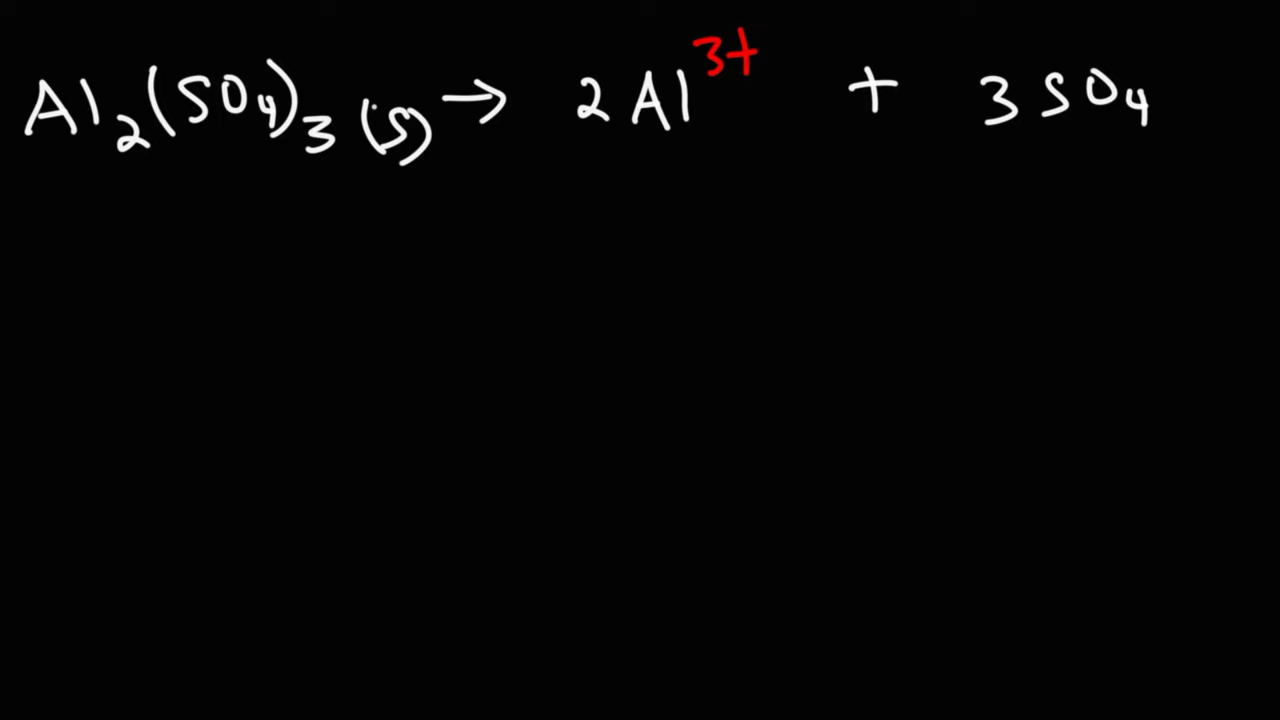 Al₂(SO₄)₃ (s) → 2 Al³⁺ + 3 SO₄